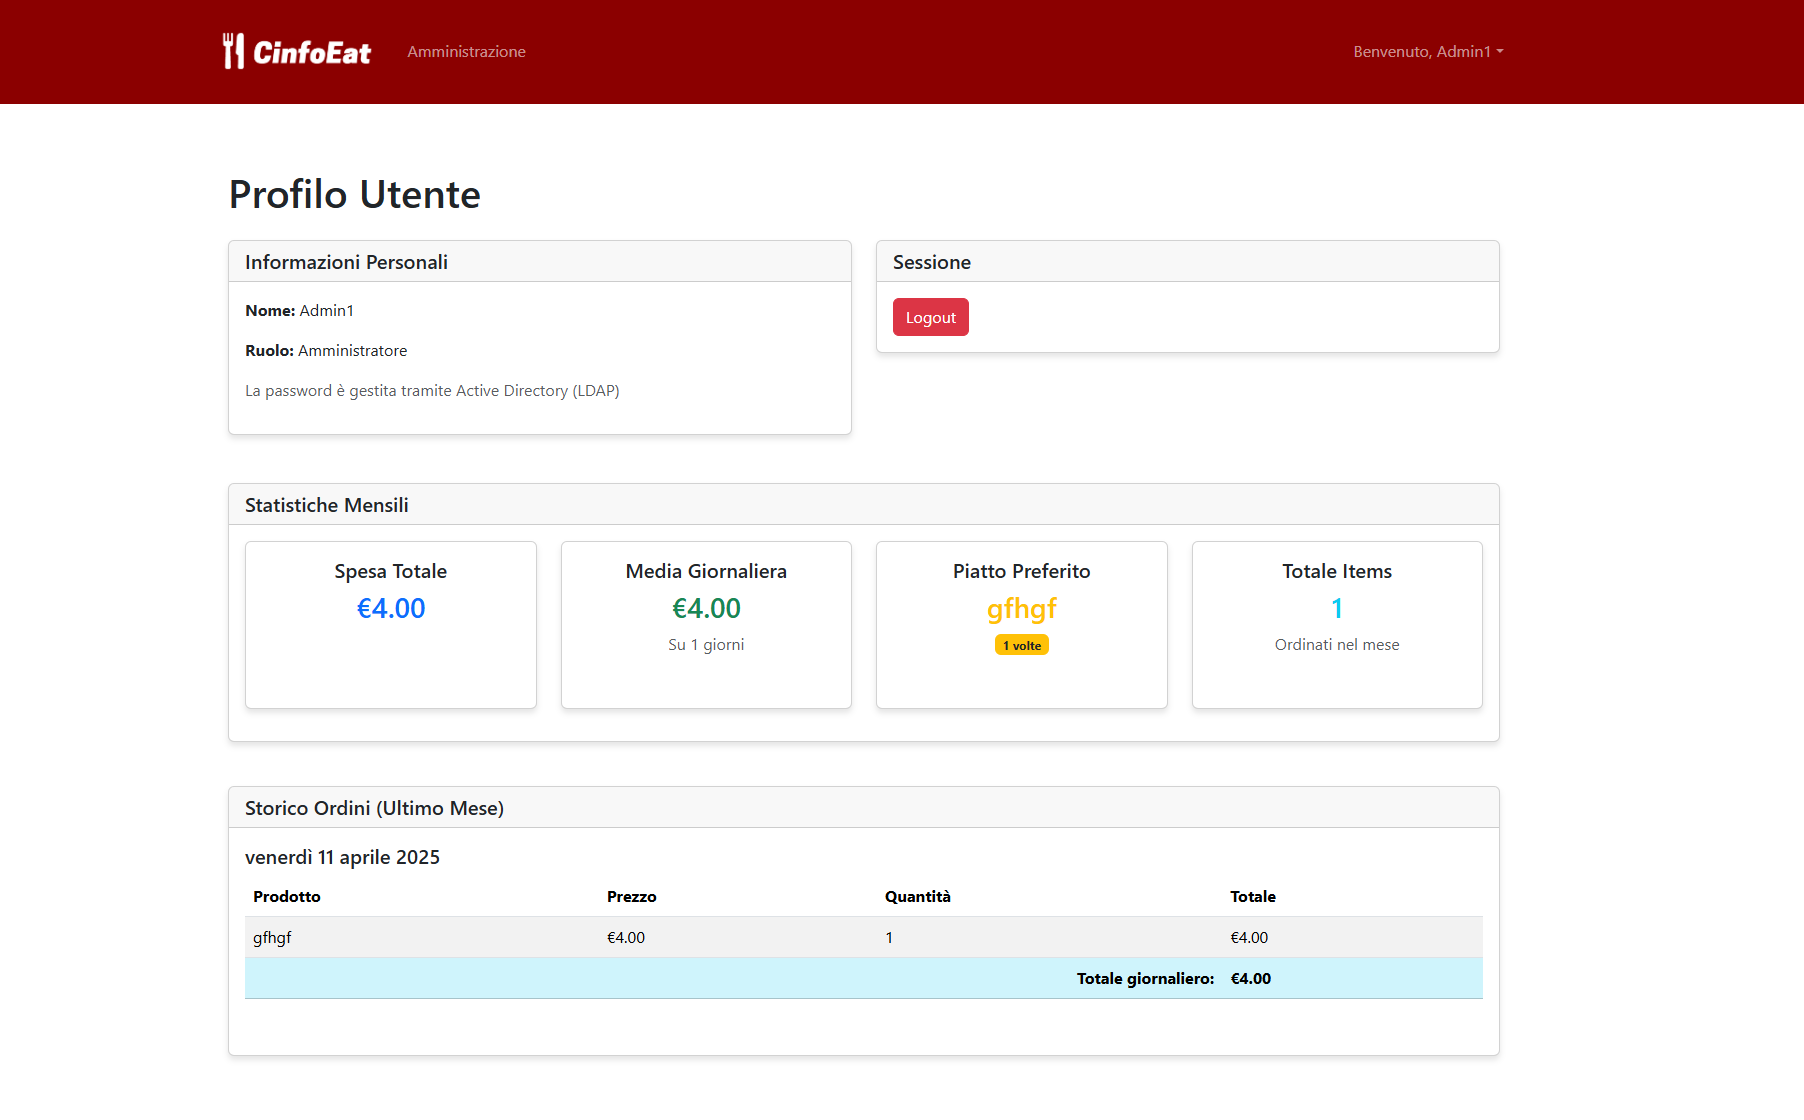 CinfoEat Amministrazione Benvenuto, Admin1
Profilo Utente
Informazioni Personali
Nome: Admin1
Ruolo: Amministratore
La password è gestita tramite Active Directory (LDAP)
Sessione
Logout
Statistiche Mensili
Spesa Totale
€4.00
Media Giornaliera
€4.00
Su 1 giorni
Piatto Preferito
gfhgf
1 volte
Totale Items
1
Ordinati nel mese
Storico Ordini (Ultimo Mese)
venerdì 11 aprile 2025
Prodotto Prezzo Quantità Totale
gfhgf €4.00 1 €4.00
Totale giornaliero: €4.00